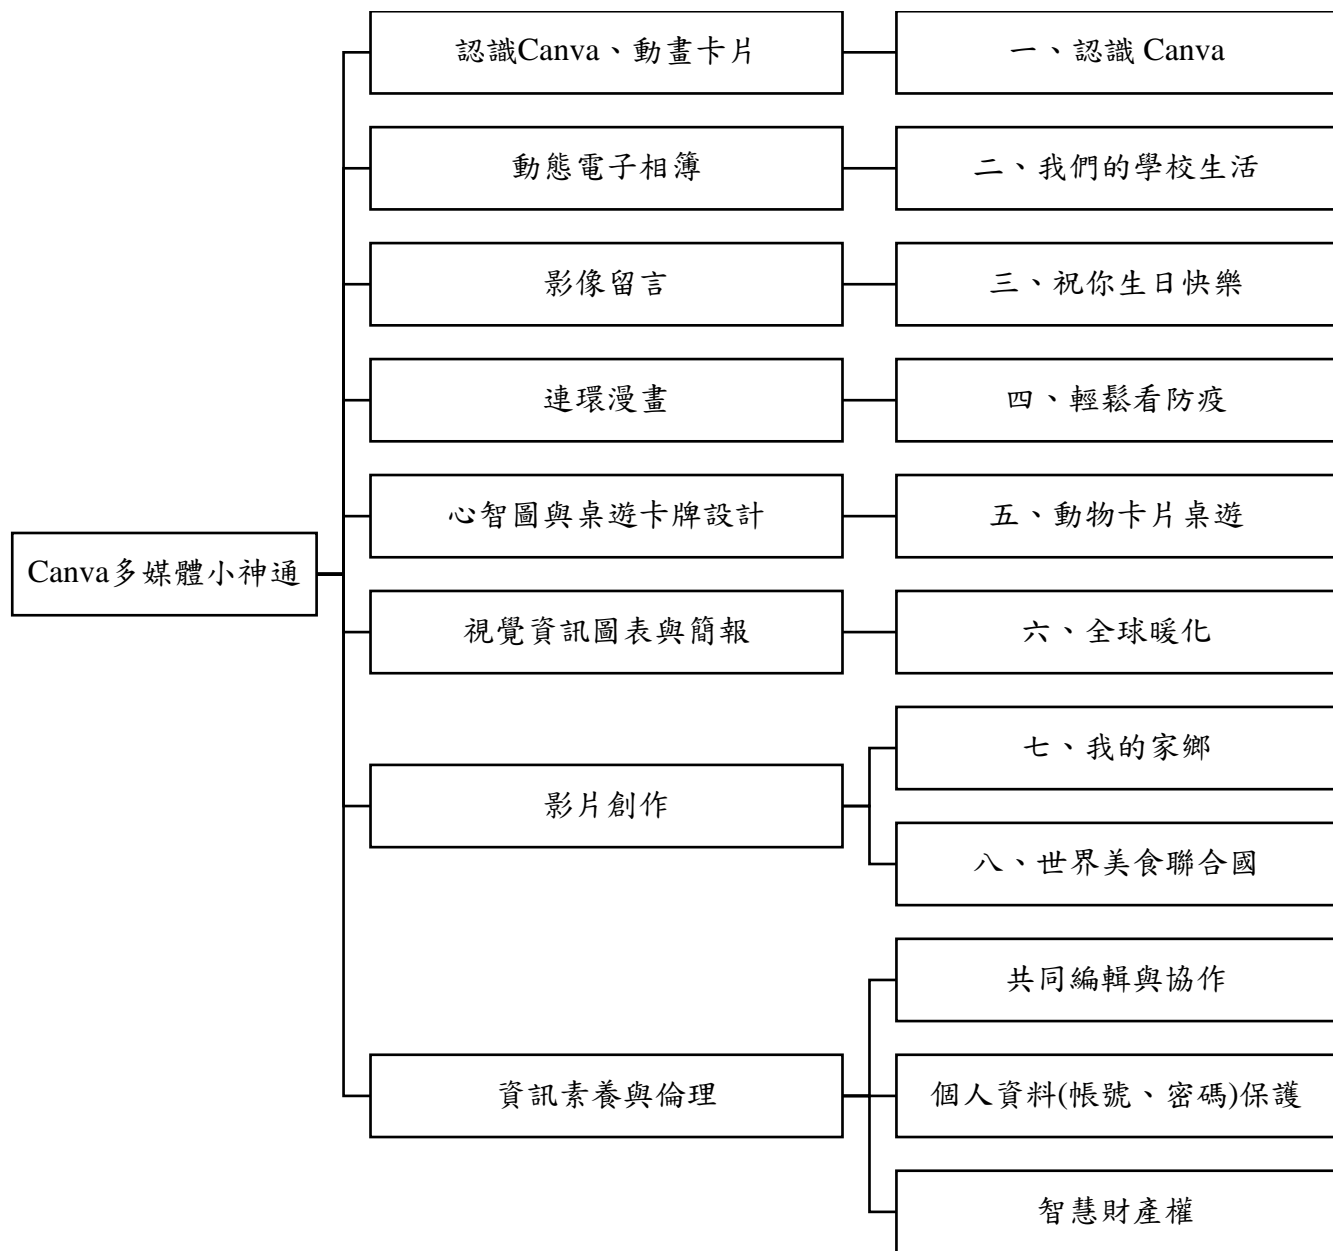 Canva多媒體小神通
認識Canva、動畫卡片
一、認識 Canva
動態電子相簿
二、我們的學校生活
影像留言
三、祝你生日快樂
連環漫畫
四、輕鬆看防疫
心智圖與桌遊卡牌設計
五、動物卡片桌遊
視覺資訊圖表與簡報
六、全球暖化
影片創作
七、我的家鄉
八、世界美食聯合國
資訊素養與倫理
共同編輯與協作
個人資料(帳號、密碼)保護
智慧財產權